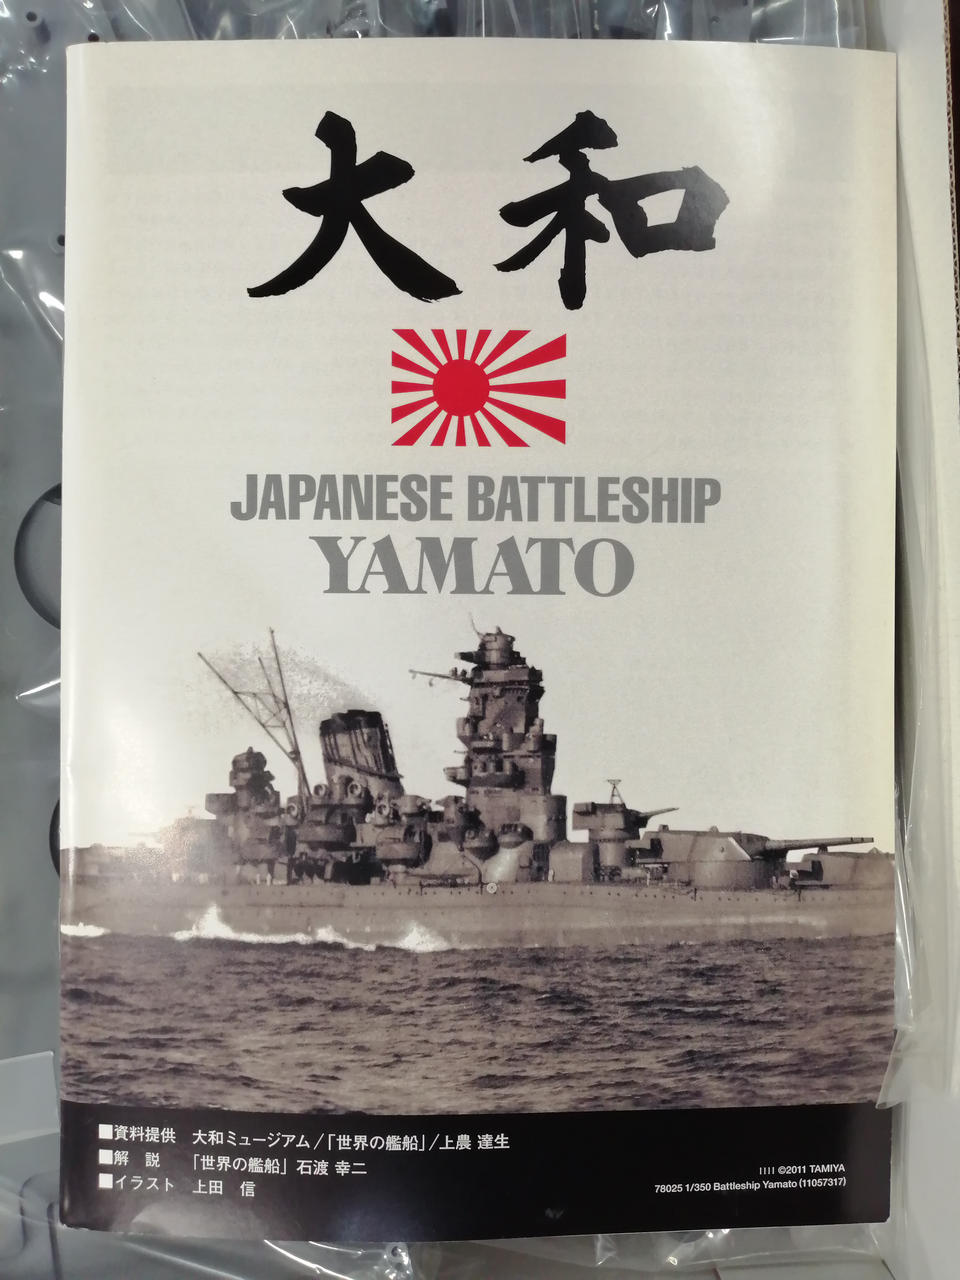 大和
JAPANESE BATTLESHIP
YAMATO
■資料提供 大和ミュージアム/「世界の艦船」/上農 達生
■解 説 「世界の艦船」石渡 幸二
■イラスト 上田 信
©2011 TAMIYA
78025 1/350 Battleship Yamato (11057317)